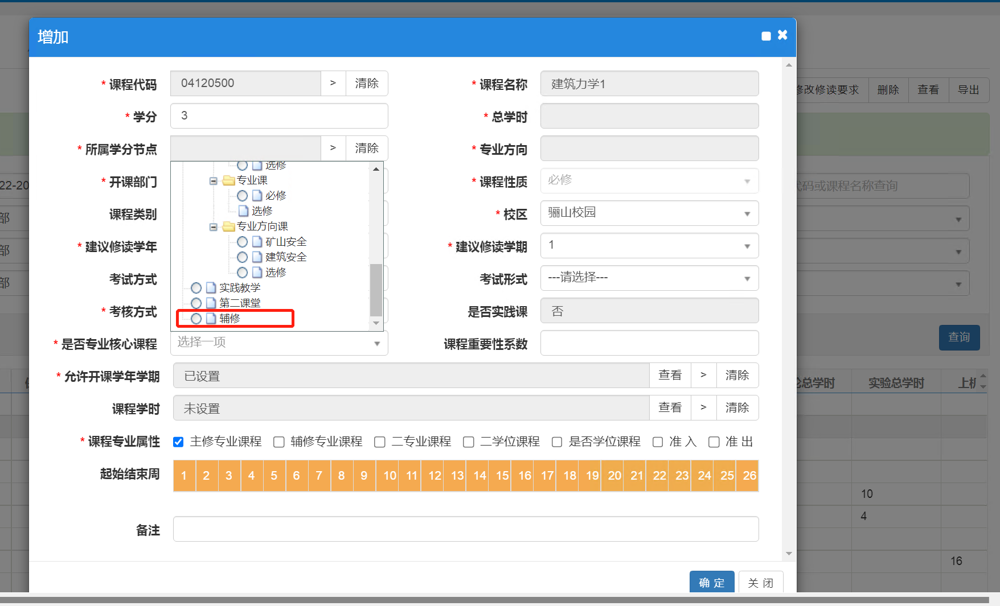 增加
* 课程代码 04120500 > 清除 * 课程名称 建筑力学1
修改修读要求 删除 查看 导出
* 学分 3 * 总学时
* 所属学分节点 > 清除 * 专业方向
选修
专业课
* 开课部门 * 课程性质 必修
22-20 代码或课程名称查询
必修
选修
课程类别 * 校区 骊山校园
部
专业方向课
矿山安全
* 建议修读学年 * 建议修读学期 1
部
建筑安全
选修
考试方式 考试形式 ---请选择---
部
实践教学
第二课堂
* 考核方式 是否实践课 否
辅修
* 是否专业核心课程 选择一项 课程重要性系数
查询
* 允许开课学年学期 已设置 查看 > 清除
总学时 实验总学时 上机
课程学时 未设置 查看 > 清除
* 课程专业属性 主修专业课程 辅修专业课程 二专业课程 二学位课程 是否学位课程 准 入 准 出
起始结束周 1 2 3 4 5 6 7 8 9 10 11 12 13 14 15 16 17 18 19 20 21 22 23 24 25 26
10
4
备注
16
确 定 关 闭